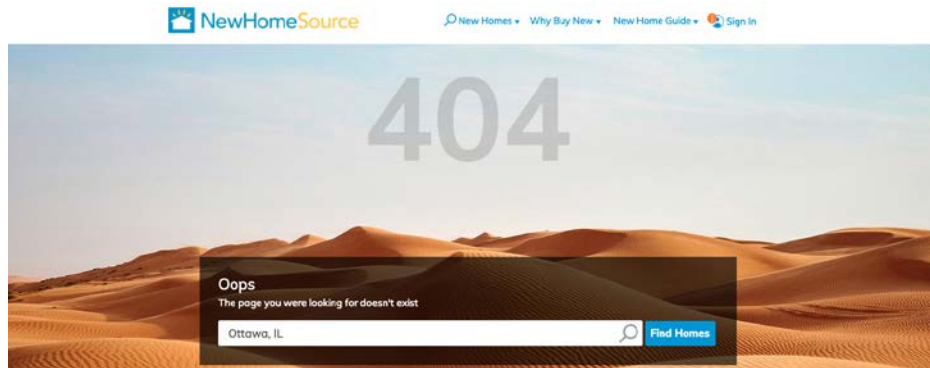 NewHomeSource
New Homes Why Buy New New Home Guide Sign In
404
Oops
The page you were looking for doesn't exist
Ottawa, IL
Find Homes